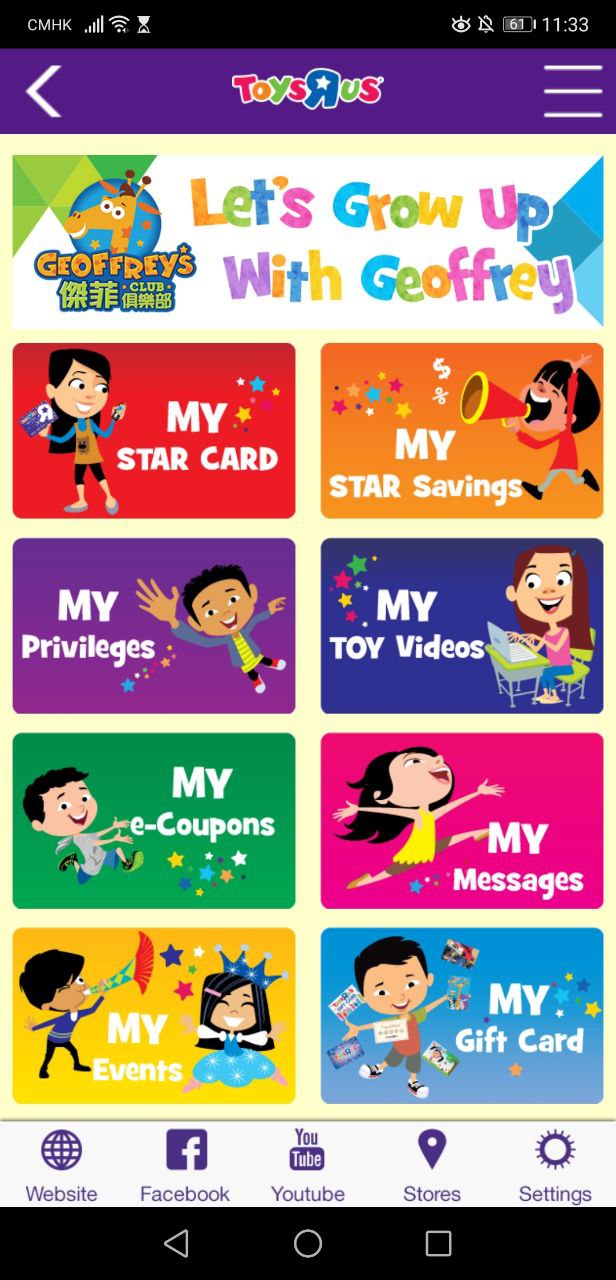 CMHK
61 11:33
TOYS R US
Let's Grow Up
With Geoffrey
GEOFFREY'S
傑菲 CLUB 俱樂部
MY
STAR CARD
$
%
MY
STAR Savings
MY
Privileges
MY
TOY Videos
MY
e-Coupons
MY
Messages
MY
Events
MY
Gift Card
You
Tube
Website
Facebook
Youtube
Stores
Settings